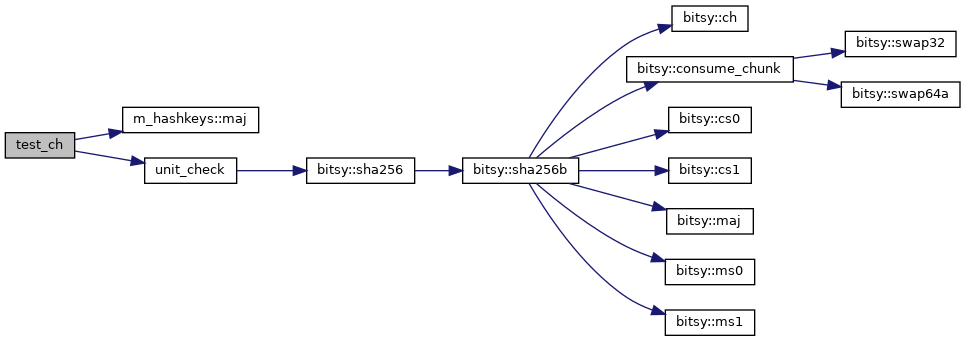 test_ch
m_hashkeys::maj
unit_check
bitsy::sha256
bitsy::sha256b
bitsy::ch
bitsy::consume_chunk
bitsy::swap32
bitsy::swap64a
bitsy::cs0
bitsy::cs1
bitsy::maj
bitsy::ms0
bitsy::ms1